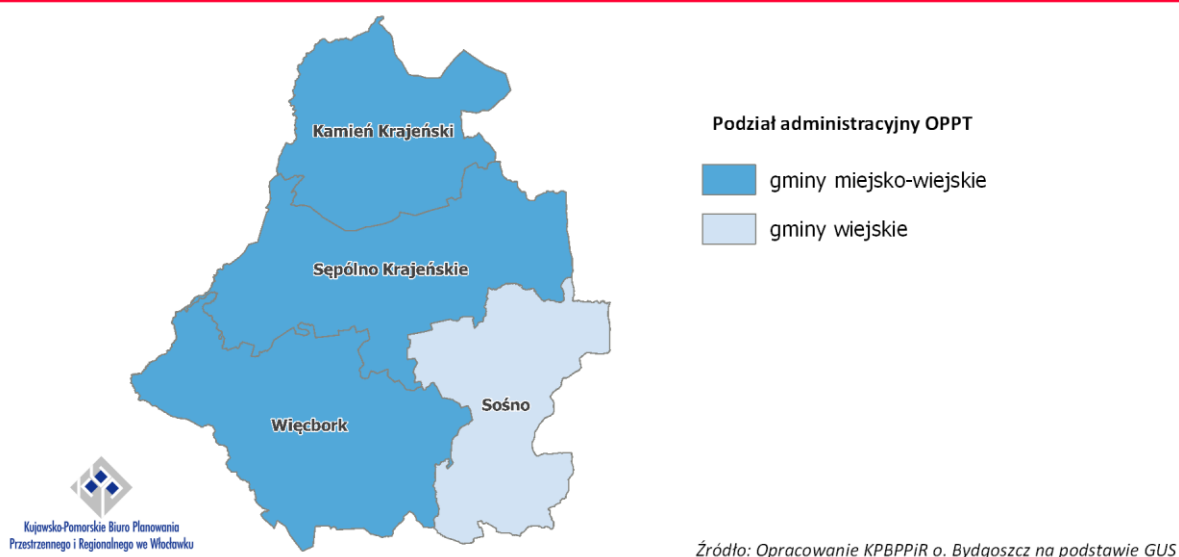 Kamień Krajeński
Sępólno Krajeńskie
Więcbork
Sośno
Podział administracyjny OPPT
gminy miejsko-wiejskie
gminy wiejskie
Kujawsko-Pomorskie Biuro Planowania
Przestrzennego i Regionalnego we Włocławku
Źródło: Opracowanie KPBPPiR o. Bydgoszcz na podstawie GUS